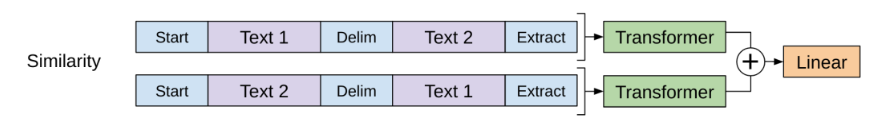 Start Text 1 Delim Text 2 Extract Transformer
Similarity + Linear
Start Text 2 Delim Text 1 Extract Transformer